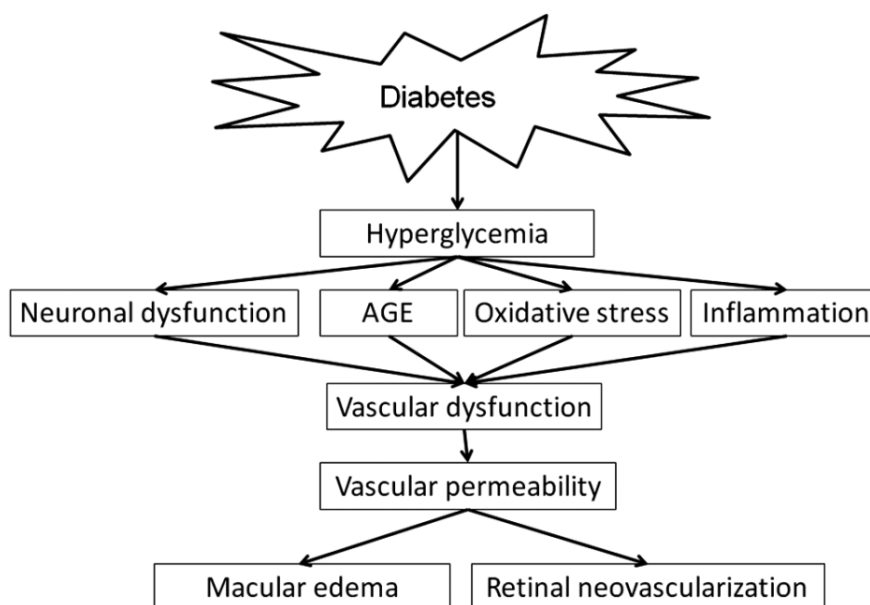 Diabetes
Hyperglycemia
Neuronal dysfunction
AGE
Oxidative stress
Inflammation
Vascular dysfunction
Vascular permeability
Macular edema
Retinal neovascularization